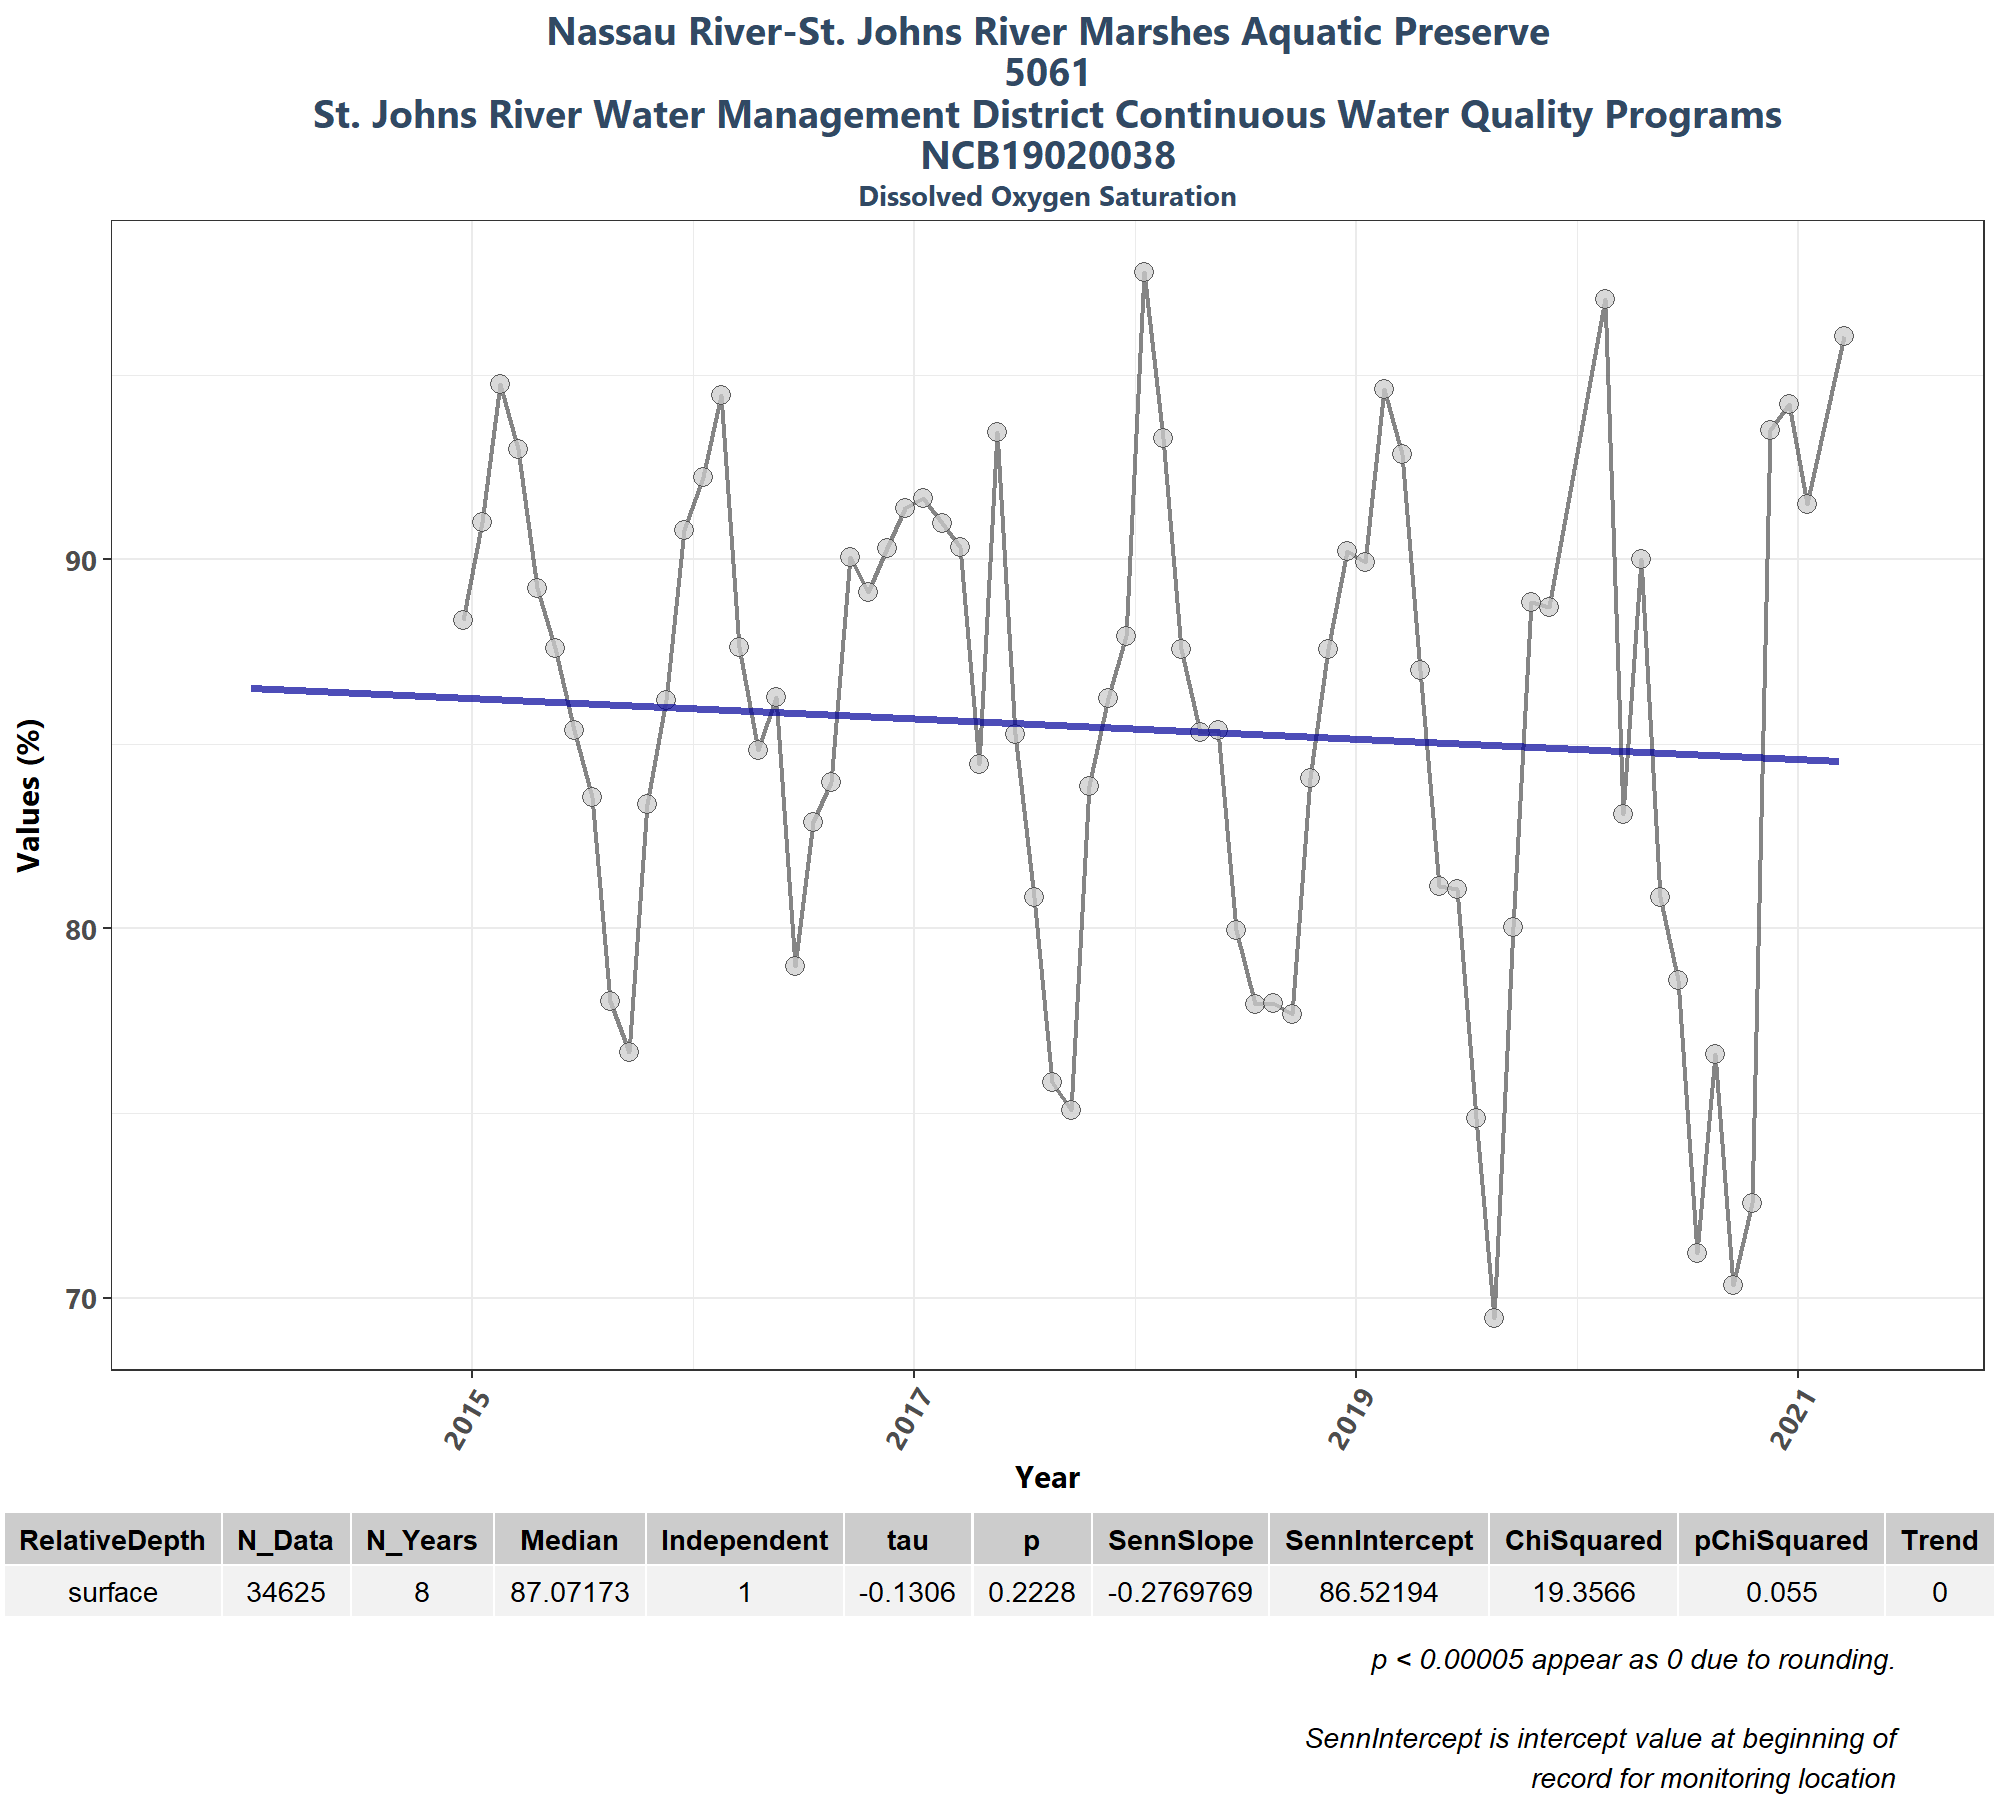 Nassau River-St. Johns River Marshes Aquatic Preserve
5061
St. Johns River Water Management District Continuous Water Quality Programs
NCB19020038
Dissolved Oxygen Saturation
Values (%)
90
80
70
2015 2017 2019 2021
Year
RelativeDepth N_Data N_Years Median Independent tau p SennSlope SennIntercept ChiSquared pChiSquared Trend
surface 34625 8 87.07173 1 -0.1306 0.2228 -0.2769769 86.52194 19.3566 0.055 0
p < 0.00005 appear as 0 due to rounding.
SennIntercept is intercept value at beginning of
record for monitoring location